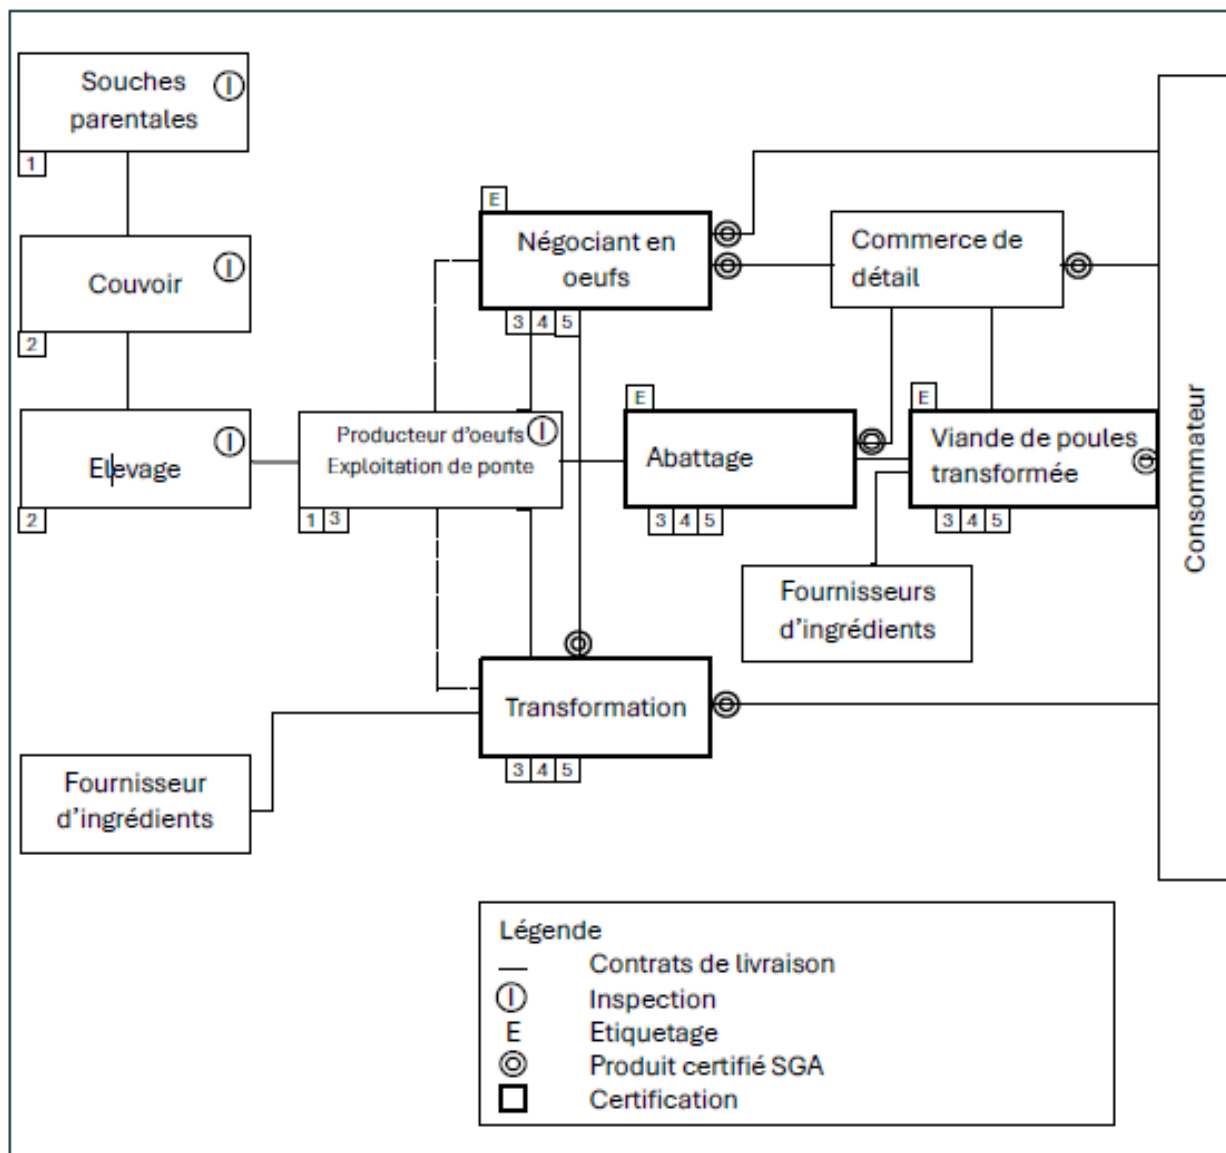 Souches
parentales
I
1
Couvoir
I
2
Elevage
I
2
E
Négociant en
oeufs
3 4 5
Commerce de
détail
Producteur d'oeufs
Exploitation de ponte
I
1 3
E
Abattage
3 4 5
E
Viande de poules
transformée
3 4 5
Fournisseurs
d'ingrédients
Transformation
3 4 5
Fournisseur
d'ingrédients
Consommateur
Légende
Contrats de livraison
I Inspection
E Etiquetage
Produit certifié SGA
Certification